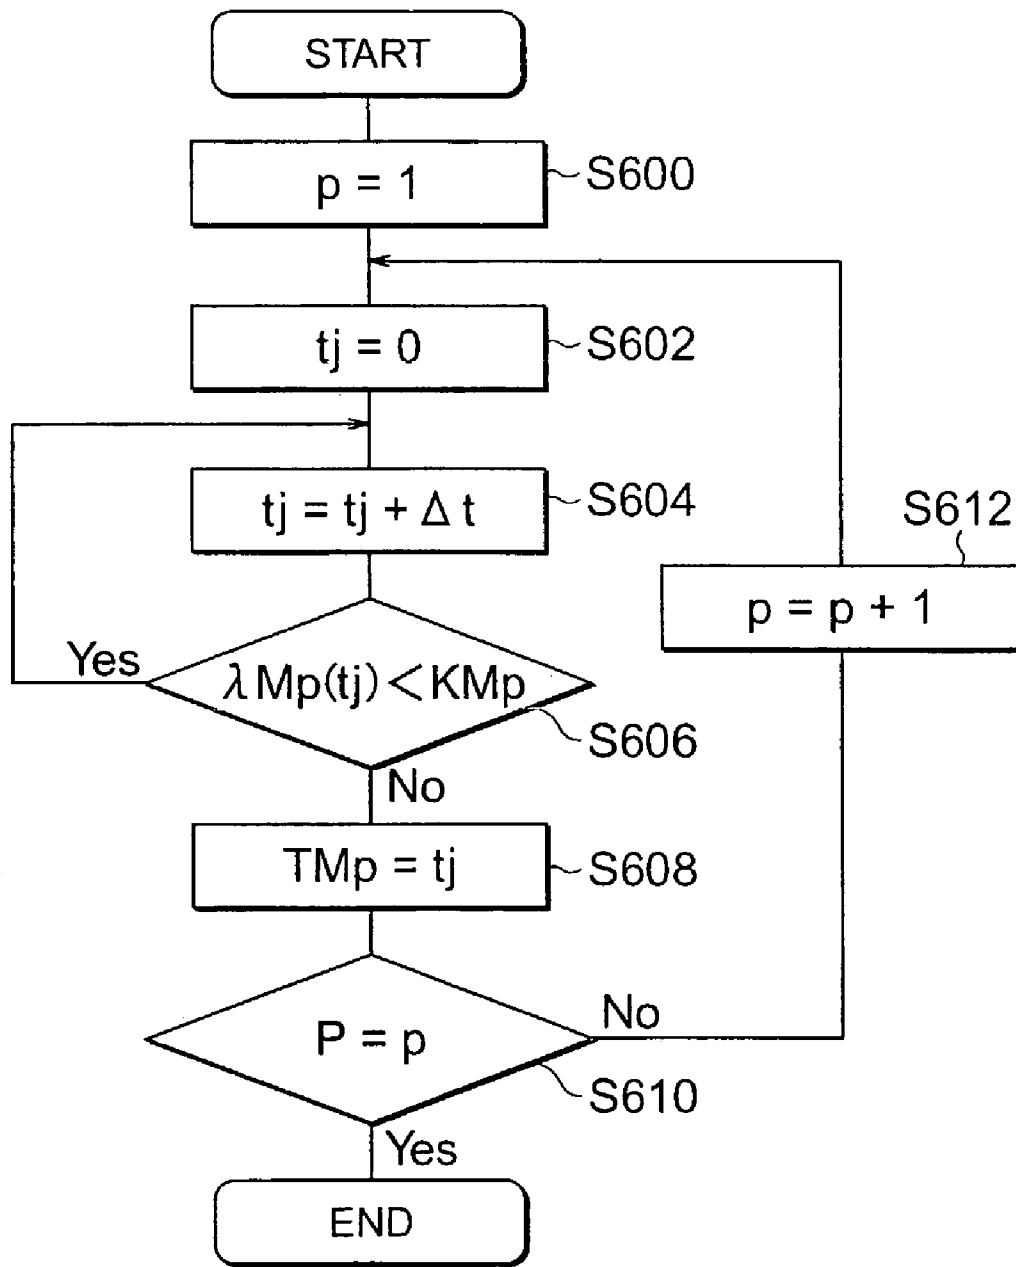 START
p = 1
S600
tj = 0
S602
tj = tj + Δ t
S604
S612
p = p + 1
λ Mp(tj) < KMp
Yes
S606
No
TMp = tj
S608
P = p
No
S610
Yes
END